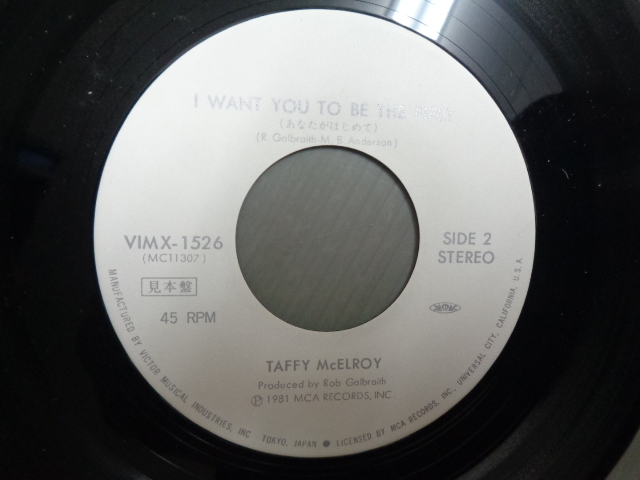 I WANT YOU TO BE THE ONLY
(あなたがはじめて)
(R. Galbraith-M. B. Anderson)
VIMX-1526
(MC11307)
見本盤
45 RPM
SIDE 2
STEREO
TAFFY McELROY
Produced by Rob Galbraith
Ⓟ 1981 MCA RECORDS, INC.
MANUFACTURED BY VICTOR MUSICAL INDUSTRIES, INC. TOKYO, JAPAN ● LICENSED BY MCA RECORDS, INC., UNIVERSAL CITY, CALIFORNIA, U.S.A.